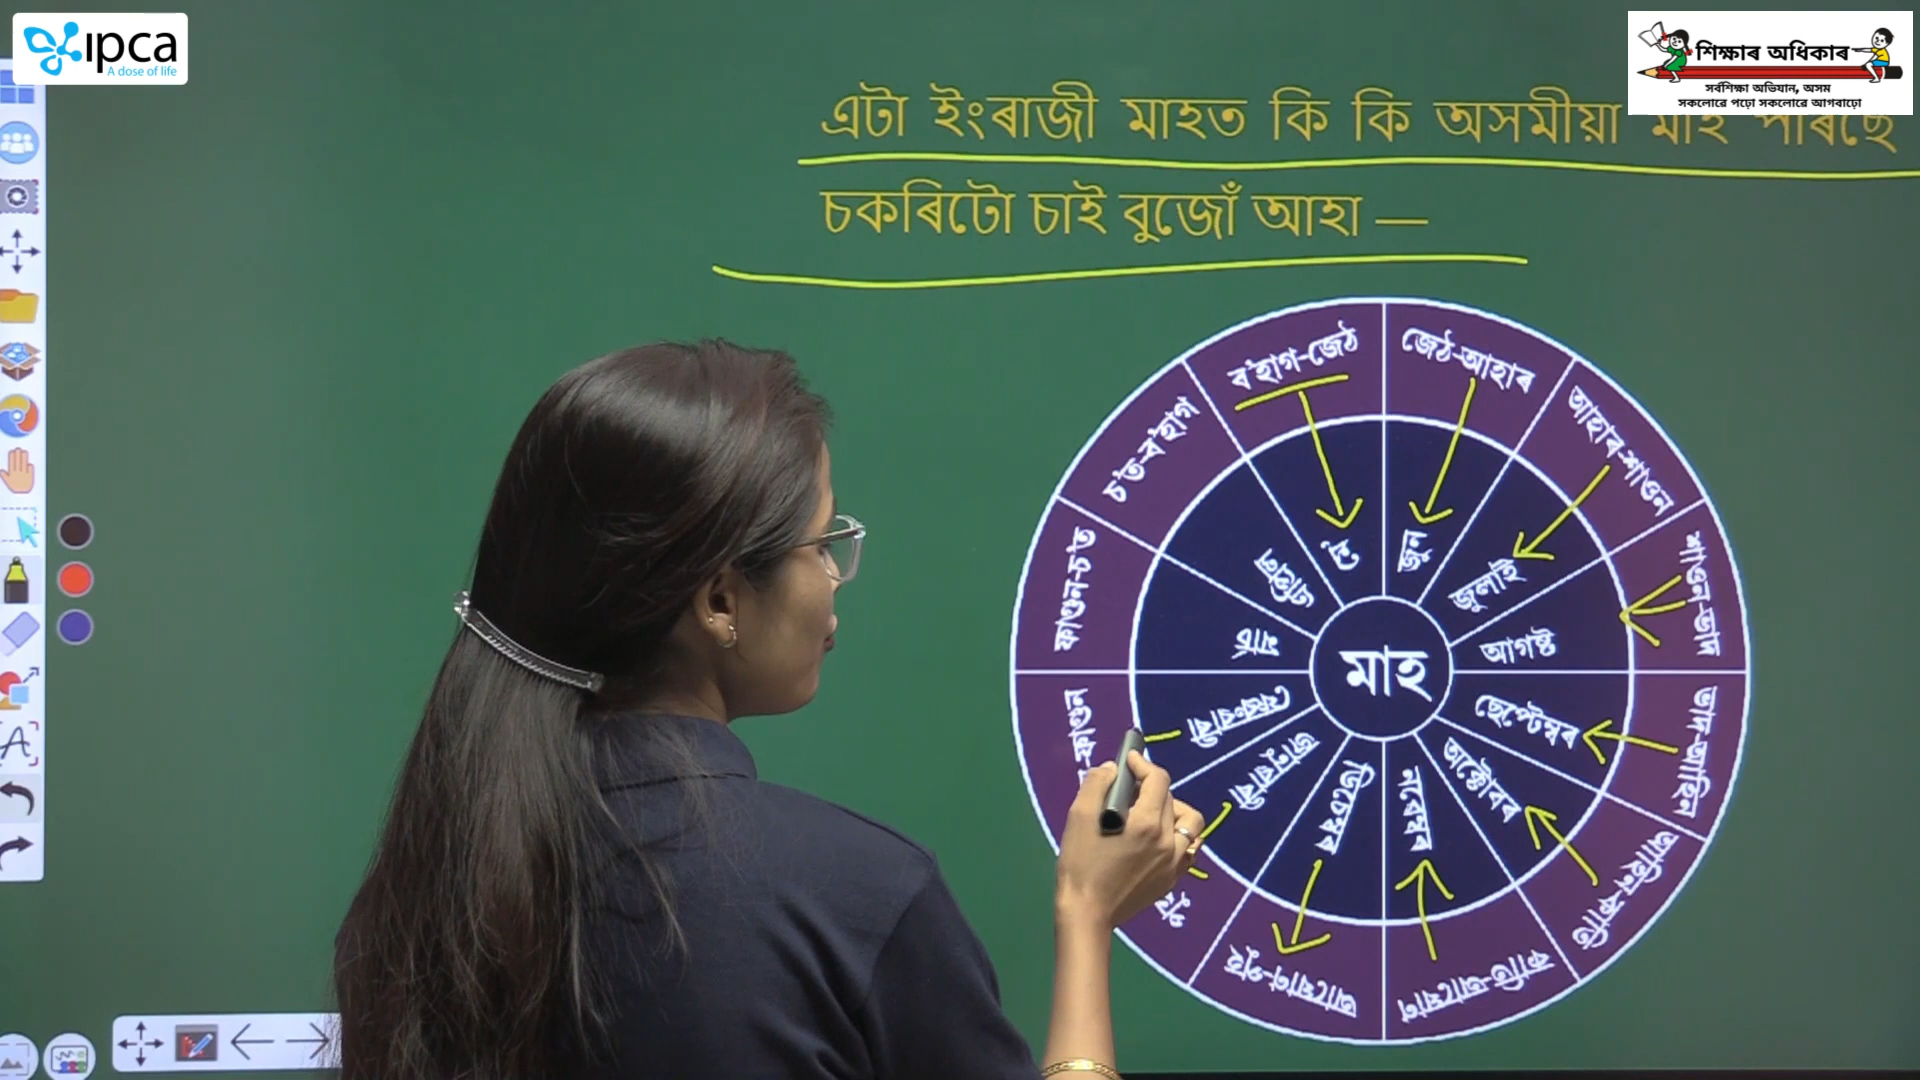 ipca
A dose of life
শিক্ষাৰ অধিকাৰ
সৰ্বশিক্ষা অভিযান, অসম
সকলোৱে পঢ়ো সকলোৱে আগবাঢ়ো
এটা ইংৰাজী মাহত কি কি অসমীয়া মাহ পৰিছে
চকৰিটো চাই বুজোঁ আহা —
ব'হাগ-জেঠ
জেঠ-আহাৰ
আহাৰ-শাওন
শাওন-ভাদ
ভাদ-আহিন
আহিন-কাতি
কাতি-আঘোণ
আঘোণ-পুহ
পুহ
ফাগুন
ফাগুন-চ'ত
চ'ত-ব'হাগ
মে'
জুন
জুলাই
আগষ্ট
ছেপ্টেম্বৰ
অক্টোবৰ
নৱেম্বৰ
ডিচেম্বৰ
জানুৱাৰী
ফেব্ৰুৱাৰী
মাৰ্চ
এপ্ৰিল
মাহ